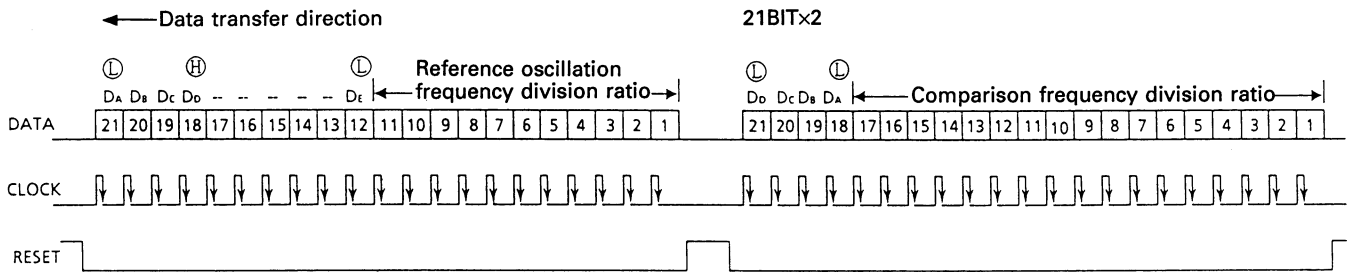 Data transfer direction
21BIT×2
Ⓛ Ⓗ Ⓛ Reference oscillation Ⓛ Ⓛ
DA DB DC DD -- -- -- -- -- DE frequency division ratio DD DC DB DA Comparison frequency division ratio
DATA 21 20 19 18 17 16 15 14 13 12 11 10 9 8 7 6 5 4 3 2 1 21 20 19 18 17 16 15 14 13 12 11 10 9 8 7 6 5 4 3 2 1
CLOCK
RESET